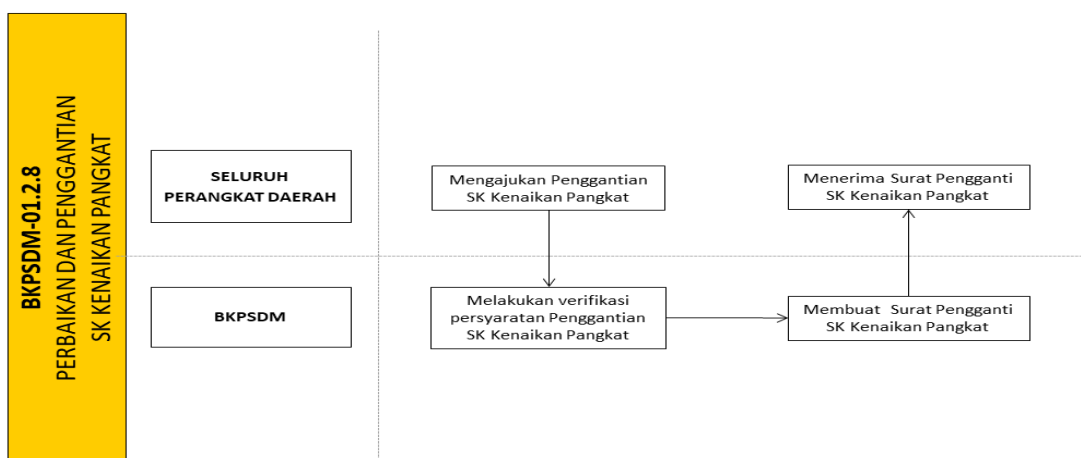 BKPSDM-01.2.8
PERBAIKAN DAN PENGGANTIAN
SK KENAIKAN PANGKAT
SELURUH
PERANGKAT DAERAH
Mengajukan Penggantian
SK Kenaikan Pangkat
Menerima Surat Pengganti
SK Kenaikan Pangkat
BKPSDM
Melakukan verifikasi
persyaratan Penggantian
SK Kenaikan Pangkat
Membuat Surat Pengganti
SK Kenaikan Pangkat